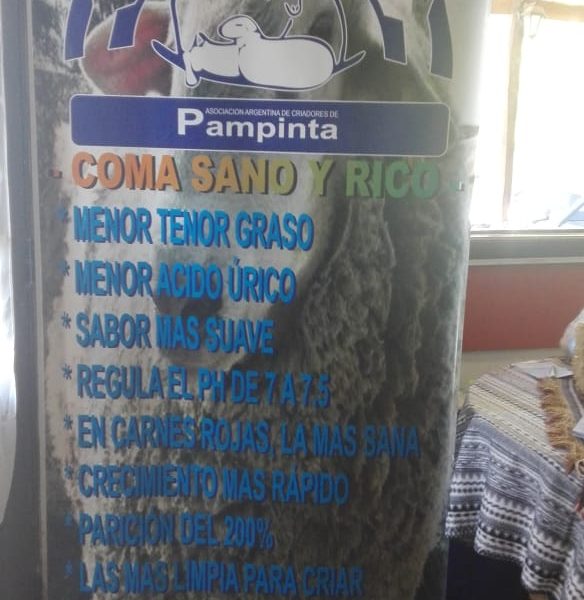 ASOCIACION ARGENTINA DE CRIADORES DE
Pampinta
- COMA SANO Y RICO -
* MENOR TENOR GRASO
* MENOR ACIDO ÚRICO
* SABOR MAS SUAVE
* REGULA EL PH DE 7 A 7.5
* EN CARNES ROJAS, LA MAS SANA
* CRECIMIENTO MAS RÁPIDO
* PARICIÓN DEL 200%
* LAS MAS LIMPIA PARA CRIAR